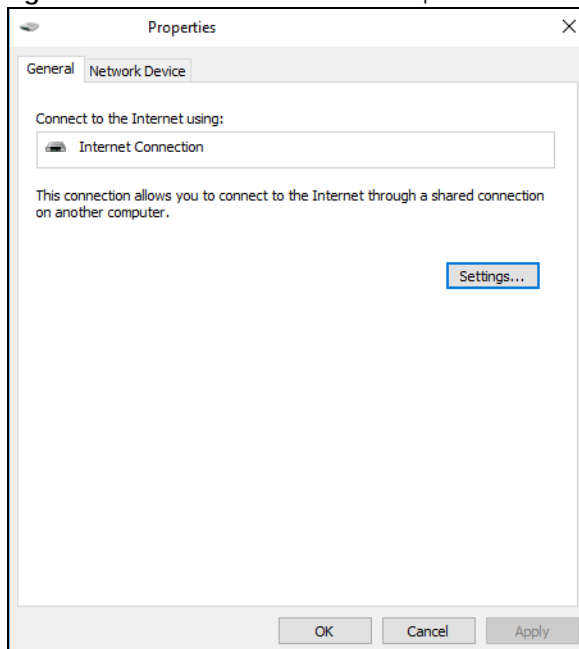 Properties
General Network Device
Connect to the Internet using:
Internet Connection
This connection allows you to connect to the Internet through a shared connection
on another computer.
Settings...
OK Cancel Apply